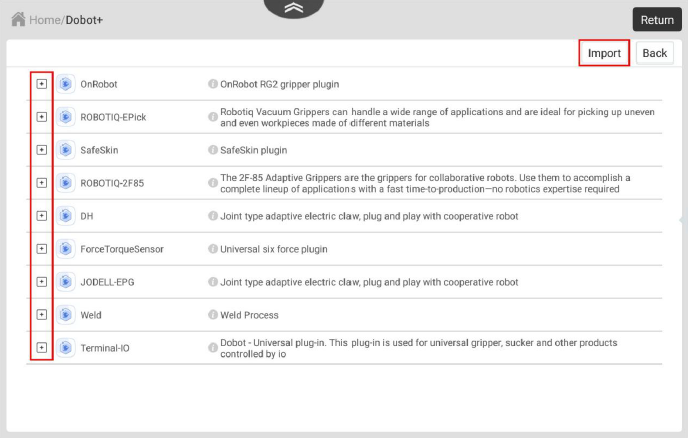 Home/Dobot+
Return
Import
Back
OnRobot
OnRobot RG2 gripper plugin
ROBOTIQ-EPick
Robotiq Vacuum Grippers can handle a wide range of applications and are ideal for picking up uneven
and even workpieces made of different materials
SafeSkin
SafeSkin plugin
ROBOTIQ-2F85
The 2F-85 Adaptive Grippers are the grippers for collaborative robots. Use them to accomplish a
complete lineup of applications with a fast time-to-production—no robotics expertise required
DH
Joint type adaptive electric claw, plug and play with cooperative robot
ForceTorqueSensor
Universal six force plugin
JODELL-EPG
Joint type adaptive electric claw, plug and play with cooperative robot
Weld
Weld Process
Terminal-IO
Dobot - Universal plug-in. This plug-in is used for universal gripper, sucker and other products
controlled by io